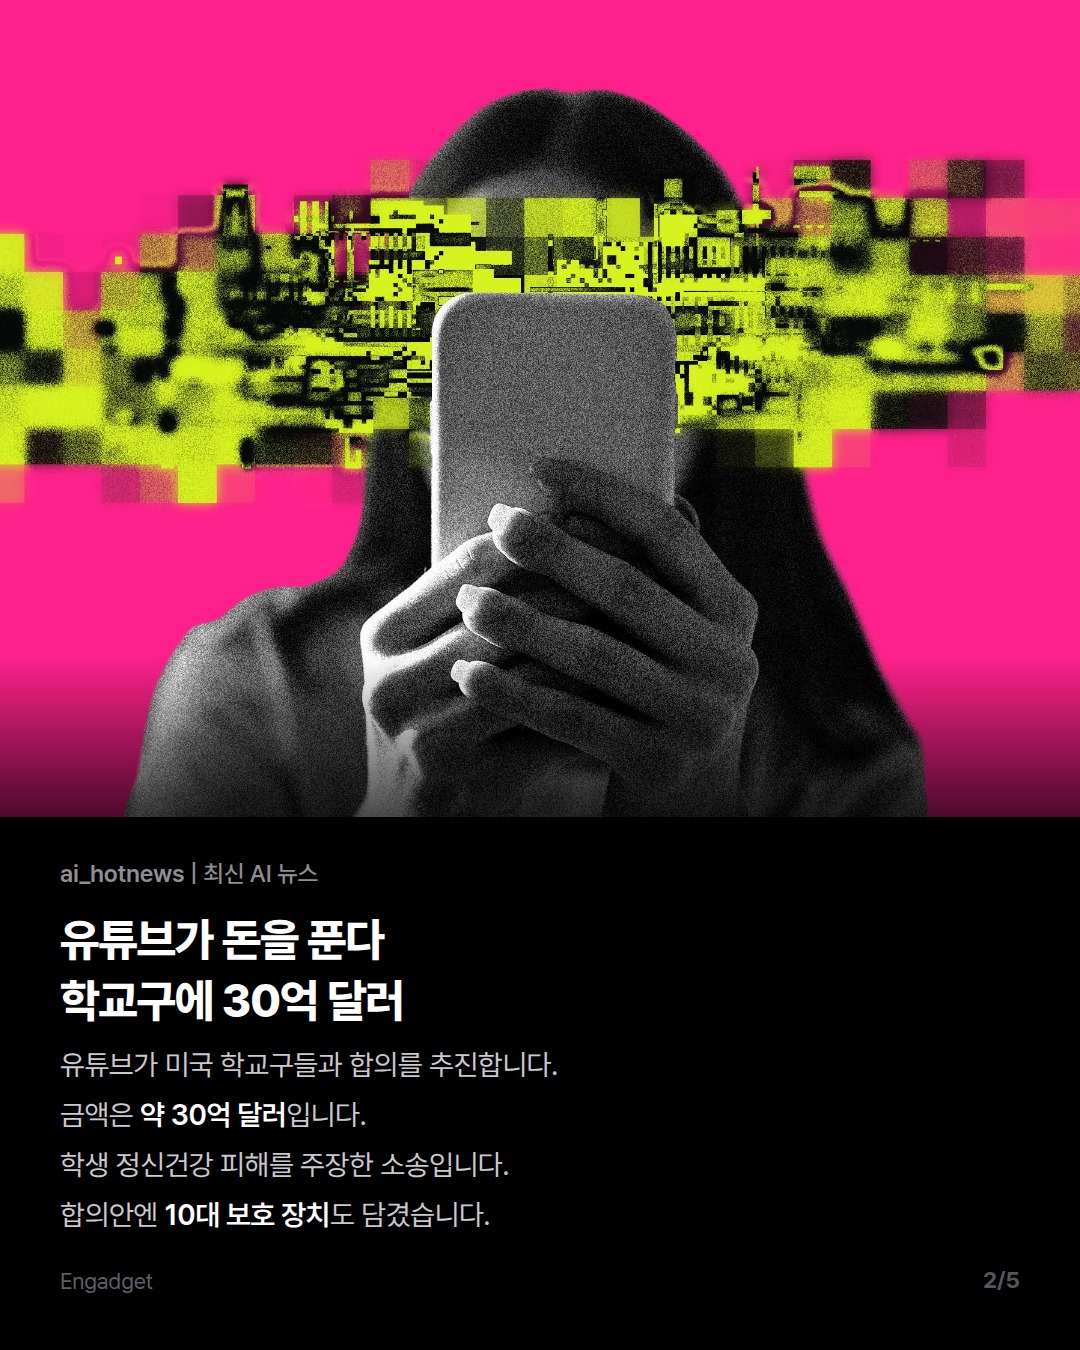 ai_hotnews | 최신 AI 뉴스
유튜브가 돈을 푼다
학교구에 30억 달러
유튜브가 미국 학교구들과 합의를 추진합니다.
금액은 약 30억 달러입니다.
학생 정신건강 피해를 주장한 소송입니다.
합의안엔 10대 보호 장치도 담겼습니다.
Engadget
2/5